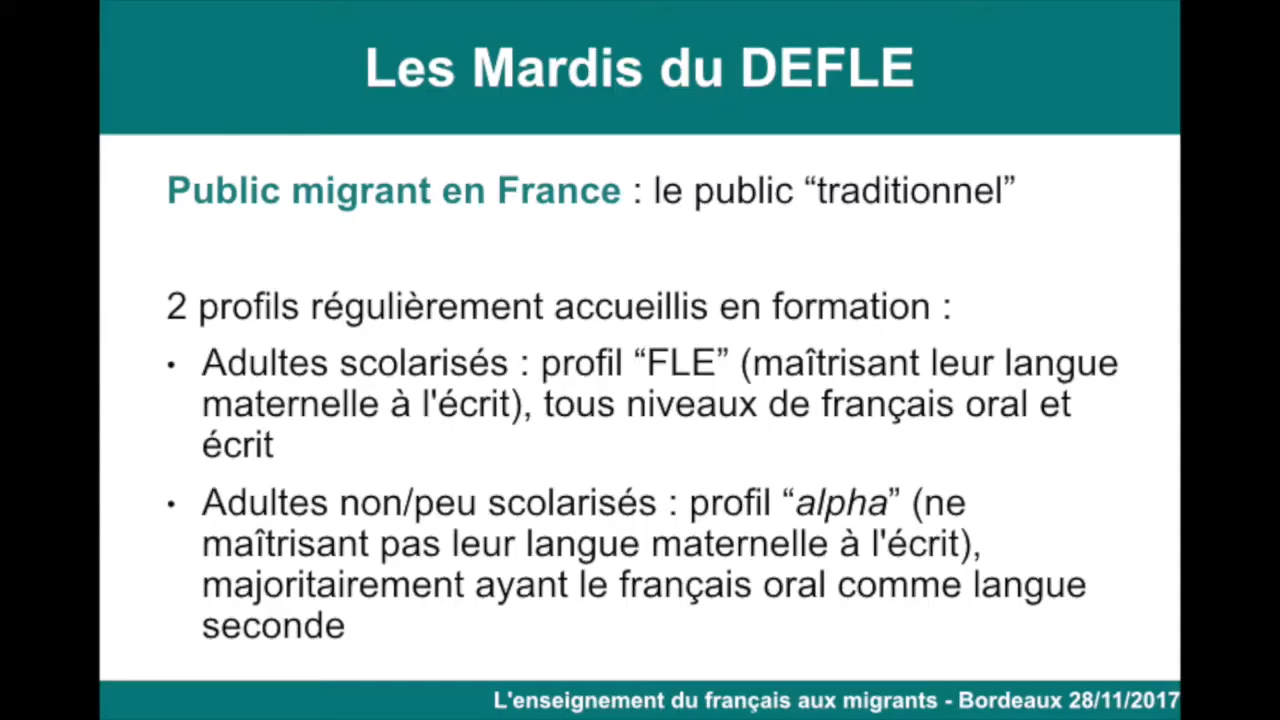 Les Mardis du DEFLE
Public migrant en France : le public “traditionnel”
2 profils régulièrement accueillis en formation :
• Adultes scolarisés : profil “FLE” (maîtrisant leur langue
maternelle à l'écrit), tous niveaux de français oral et
écrit
• Adultes non/peu scolarisés : profil “alpha” (ne
maîtrisant pas leur langue maternelle à l'écrit),
majoritairement ayant le français oral comme langue
seconde
L'enseignement du français aux migrants - Bordeaux 28/11/2017